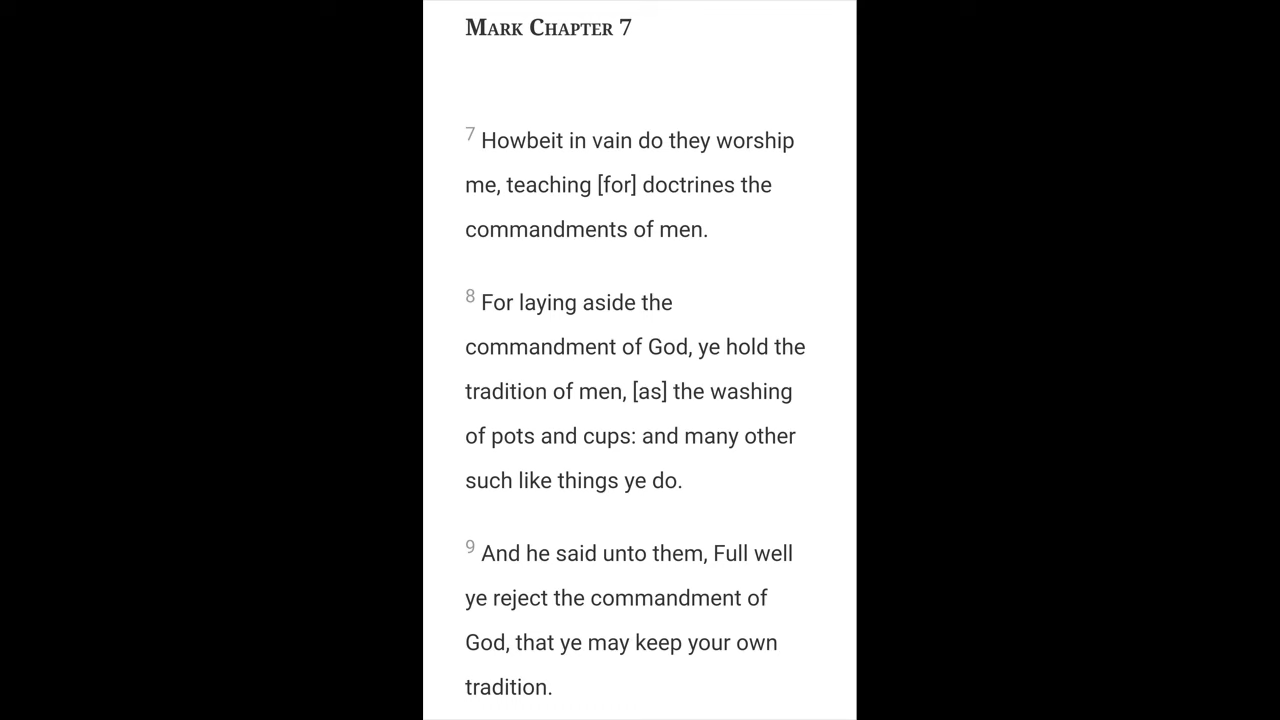 Mark Chapter 7
7 Howbeit in vain do they worship
me, teaching [for] doctrines the
commandments of men.
8 For laying aside the
commandment of God, ye hold the
tradition of men, [as] the washing
of pots and cups: and many other
such like things ye do.
9 And he said unto them, Full well
ye reject the commandment of
God, that ye may keep your own
tradition.